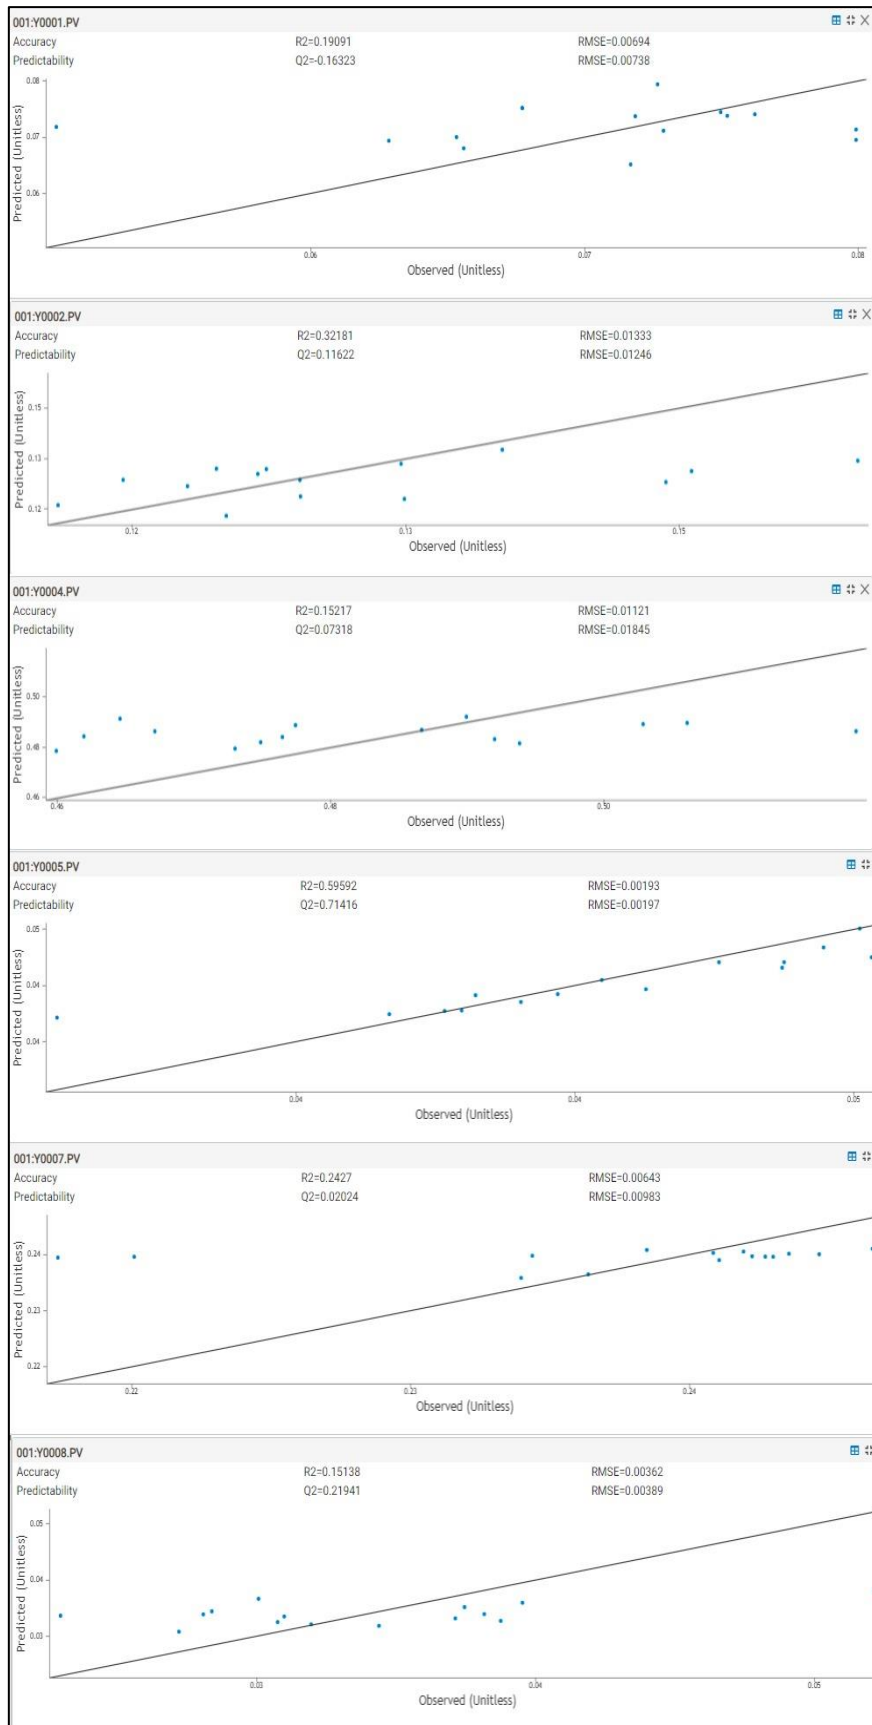 001:Y0001.PV
Accuracy R2=0.19091 RMSE=0.00694
Predictability Q2=-0.16323 RMSE=0.00738
Predicted (Unitless)
0.08
0.07
0.06
0.06 0.07 0.08
Observed (Unitless)
001:Y0002.PV
Accuracy R2=0.32181 RMSE=0.01333
Predictability Q2=0.11622 RMSE=0.01246
Predicted (Unitless)
0.15
0.13
0.12
0.12 0.13 0.15
Observed (Unitless)
001:Y0004.PV
Accuracy R2=0.15217 RMSE=0.01121
Predictability Q2=0.07318 RMSE=0.01845
Predicted (Unitless)
0.50
0.48
0.46
0.46 0.48 0.50
Observed (Unitless)
001:Y0005.PV
Accuracy R2=0.59592 RMSE=0.00193
Predictability Q2=0.71416 RMSE=0.00197
Predicted (Unitless)
0.05
0.04
0.04
0.04 0.04 0.05
Observed (Unitless)
001:Y0007.PV
Accuracy R2=0.2427 RMSE=0.00643
Predictability Q2=0.02024 RMSE=0.00983
Predicted (Unitless)
0.24
0.23
0.22
0.22 0.23 0.24
Observed (Unitless)
001:Y0008.PV
Accuracy R2=0.15138 RMSE=0.00362
Predictability Q2=0.21941 RMSE=0.00389
Predicted (Unitless)
0.05
0.04
0.03
0.03 0.04 0.05
Observed (Unitless)